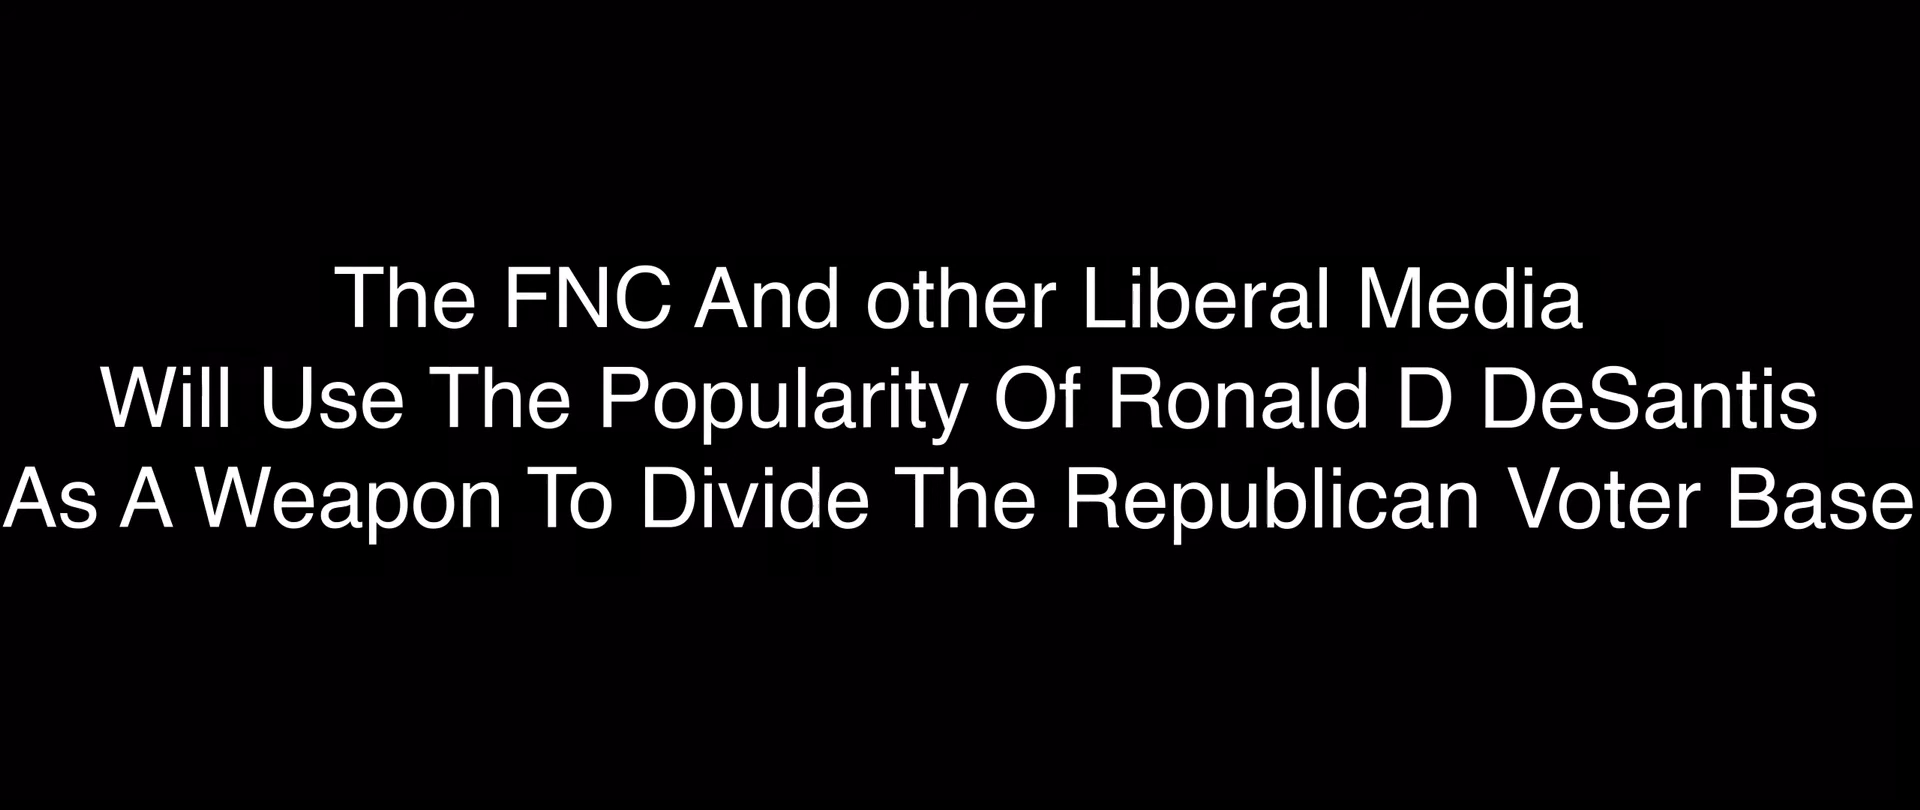 The FNC And other Liberal Media
Will Use The Popularity Of Ronald D DeSantis
As A Weapon To Divide The Republican Voter Base